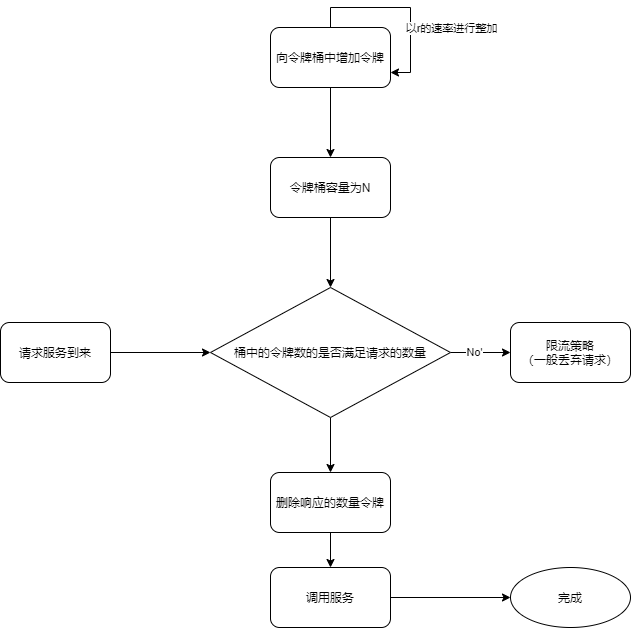 以r的速率进行整加
向令牌桶中增加令牌
令牌桶容量为N
请求服务到来
桶中的令牌数的是否满足请求的数量
No'
限流策略
（一般丢弃请求）
删除响应的数量令牌
调用服务
完成